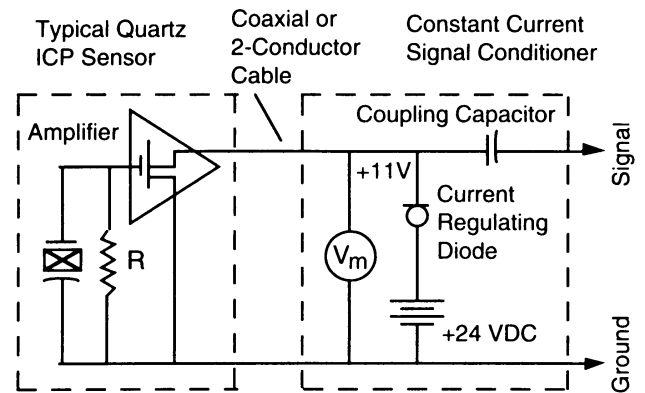 Typical Quartz
ICP Sensor
Coaxial or
2-Conductor
Cable
Constant Current
Signal Conditioner
Amplifier
Coupling Capacitor
Signal
+11V
Current
Regulating
Diode
R
Vm
+24 VDC
Ground